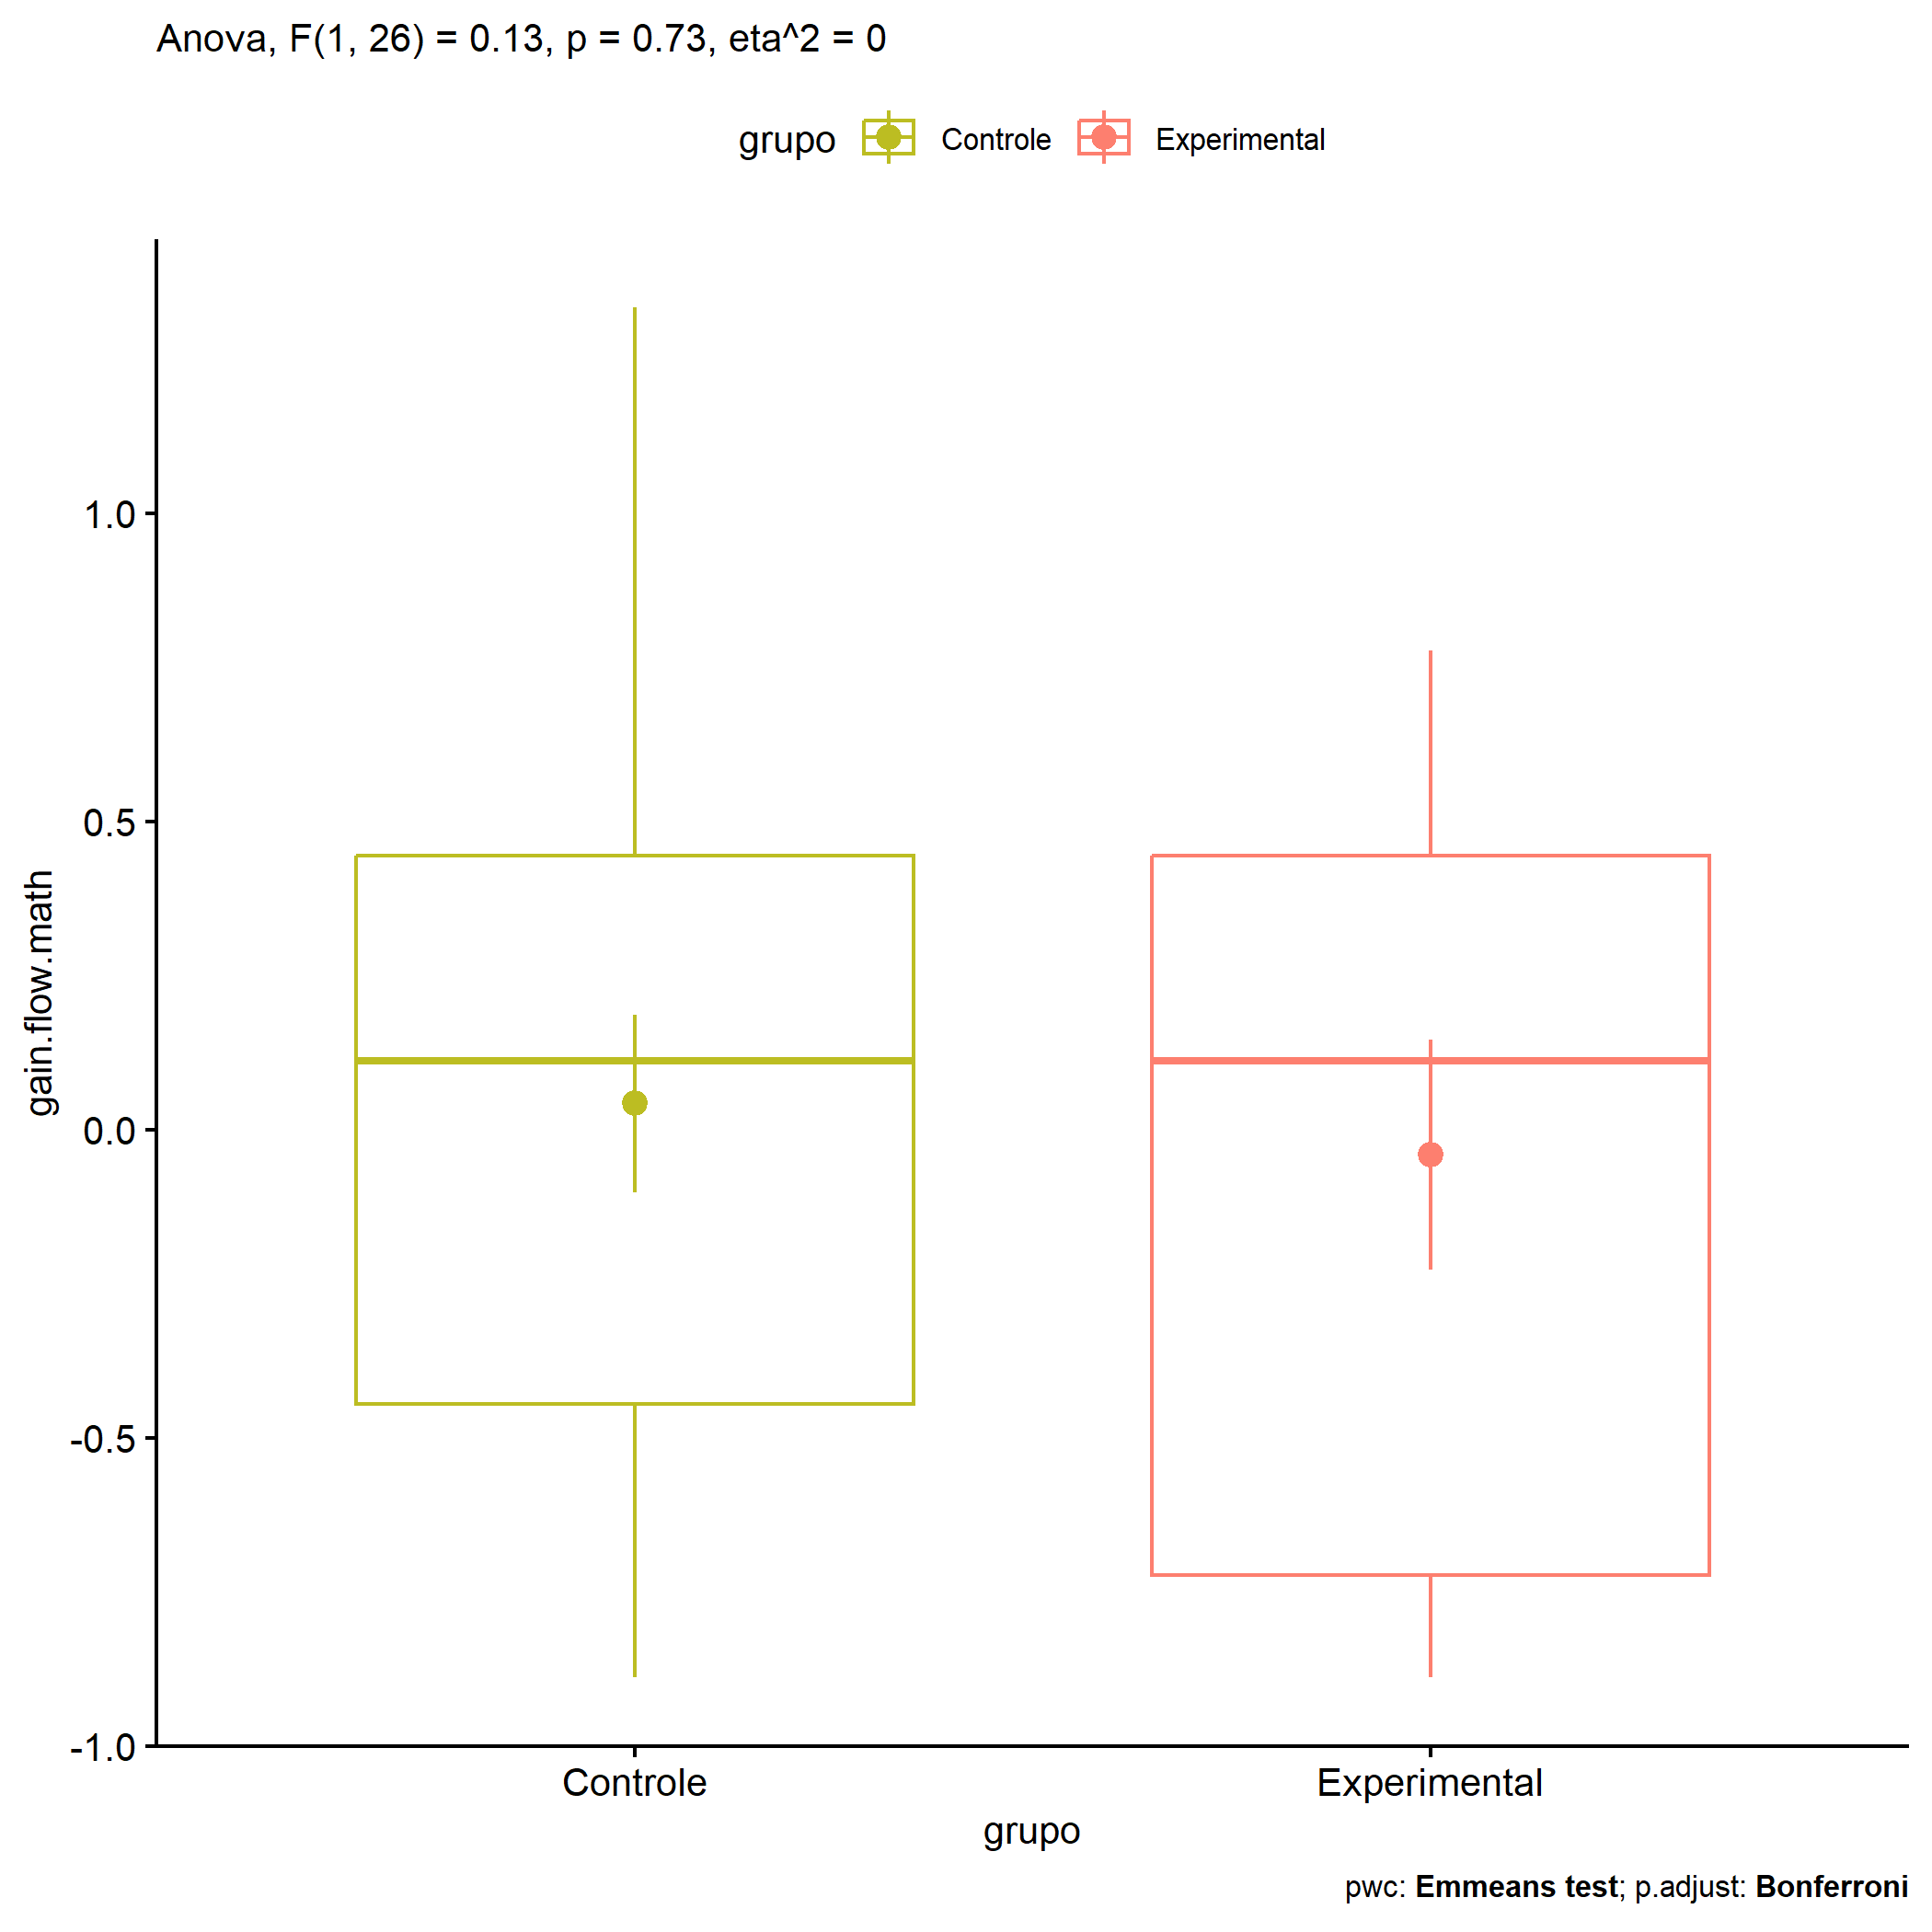 Anova, F(1, 26) = 0.13, p = 0.73, eta^2 = 0
grupo Controle Experimental
gain.flow.math
1.0
0.5
0.0
-0.5
-1.0
Controle Experimental
grupo
pwc: Emmeans test; p.adjust: Bonferroni